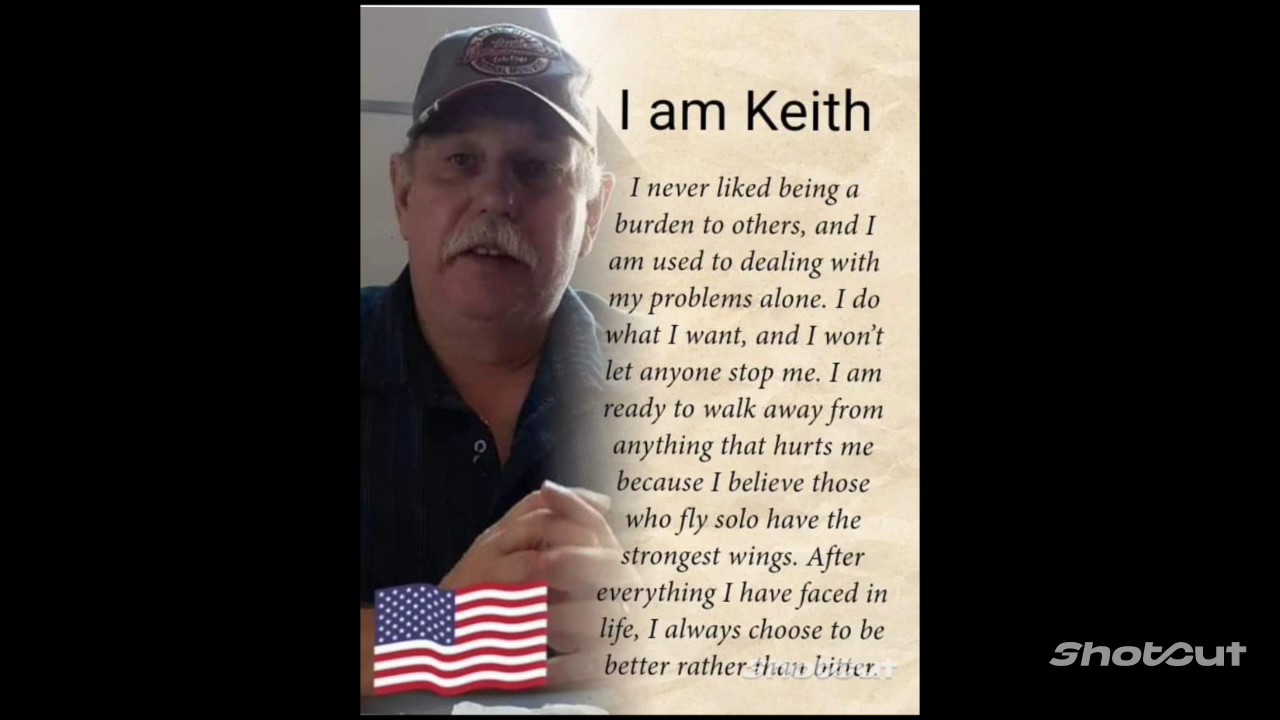 I am Keith
I never liked being a
burden to others, and I
am used to dealing with
my problems alone. I do
what I want, and I won't
let anyone stop me. I am
ready to walk away from
anything that hurts me
because I believe those
who fly solo have the
strongest wings. After
everything I have faced in
life, I always choose to be
better rather than bitter.
ShotCut
ShotCut